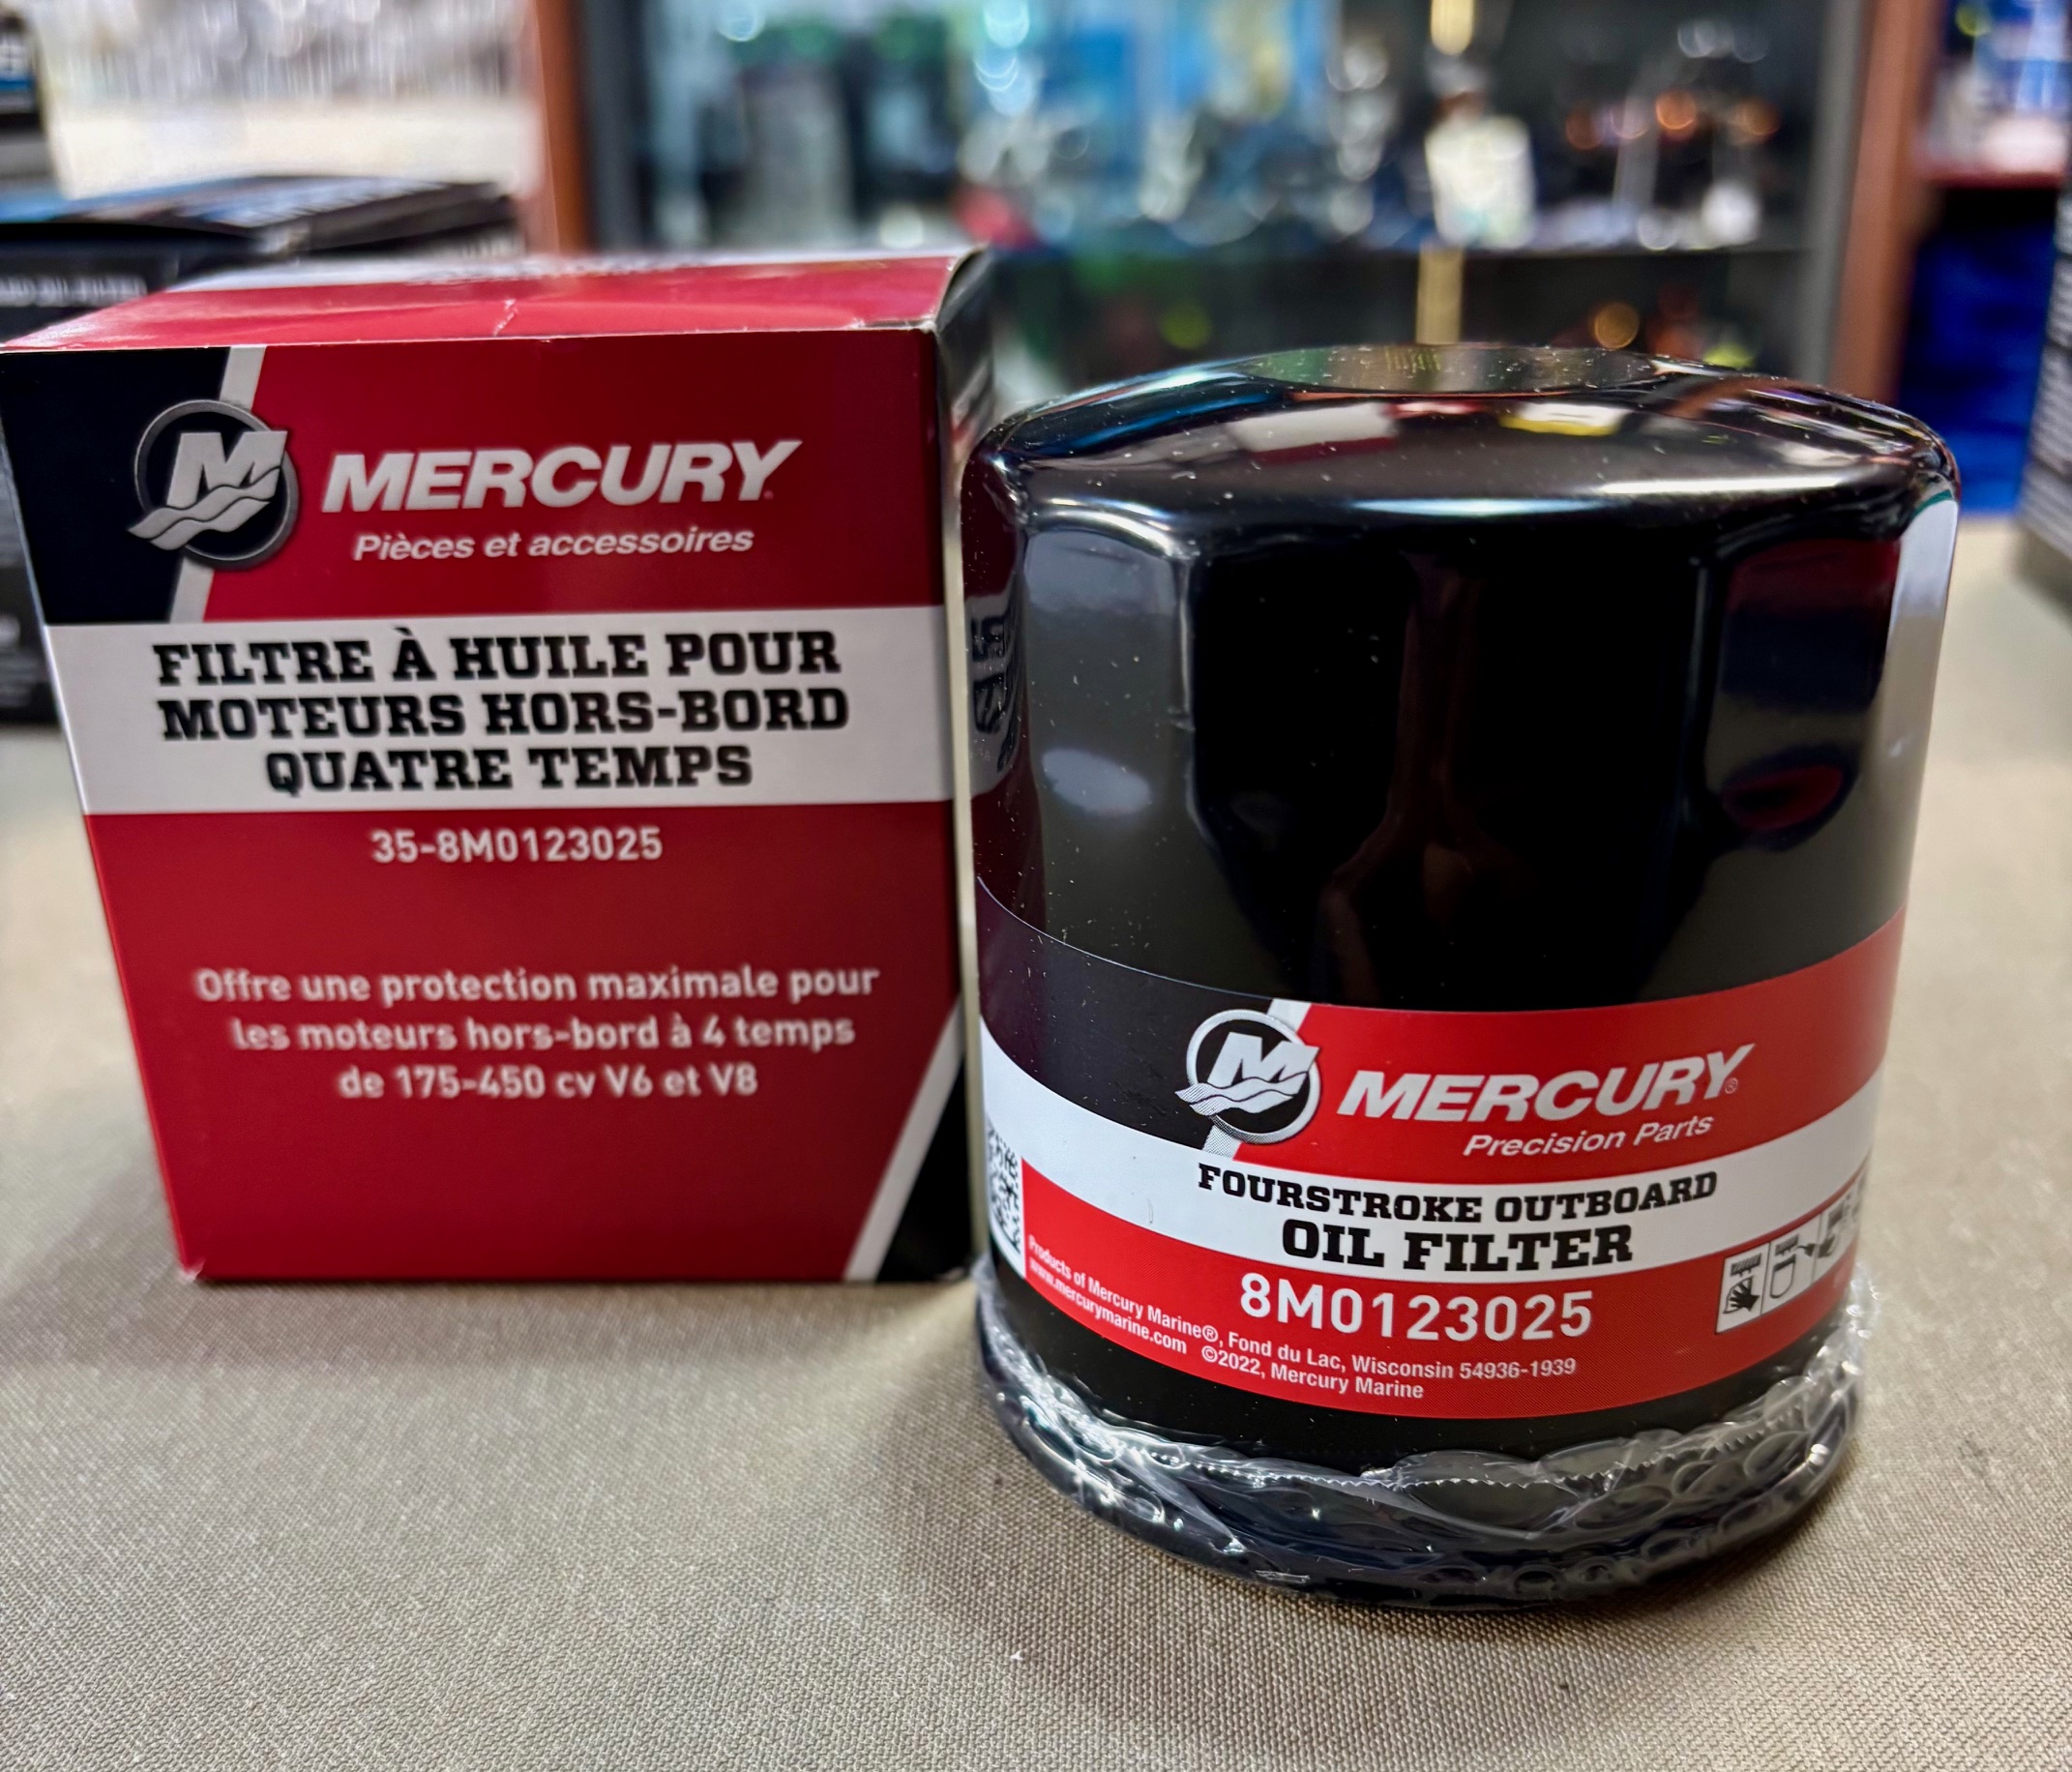 MERCURY
Pièces et accessoires
FILTRE À HUILE POUR
MOTEURS HORS-BORD
QUATRE TEMPS
35-8M0123025
Offre une protection maximale pour
les moteurs hors-bord à 4 temps
de 175-450 cv V6 et V8
MERCURY®
Precision Parts
FOURSTROKE OUTBOARD
OIL FILTER
8M0123025
Products of Mercury Marine®, Fond du Lac, Wisconsin 54936-1939
www.mercurymarine.com ©2022, Mercury Marine